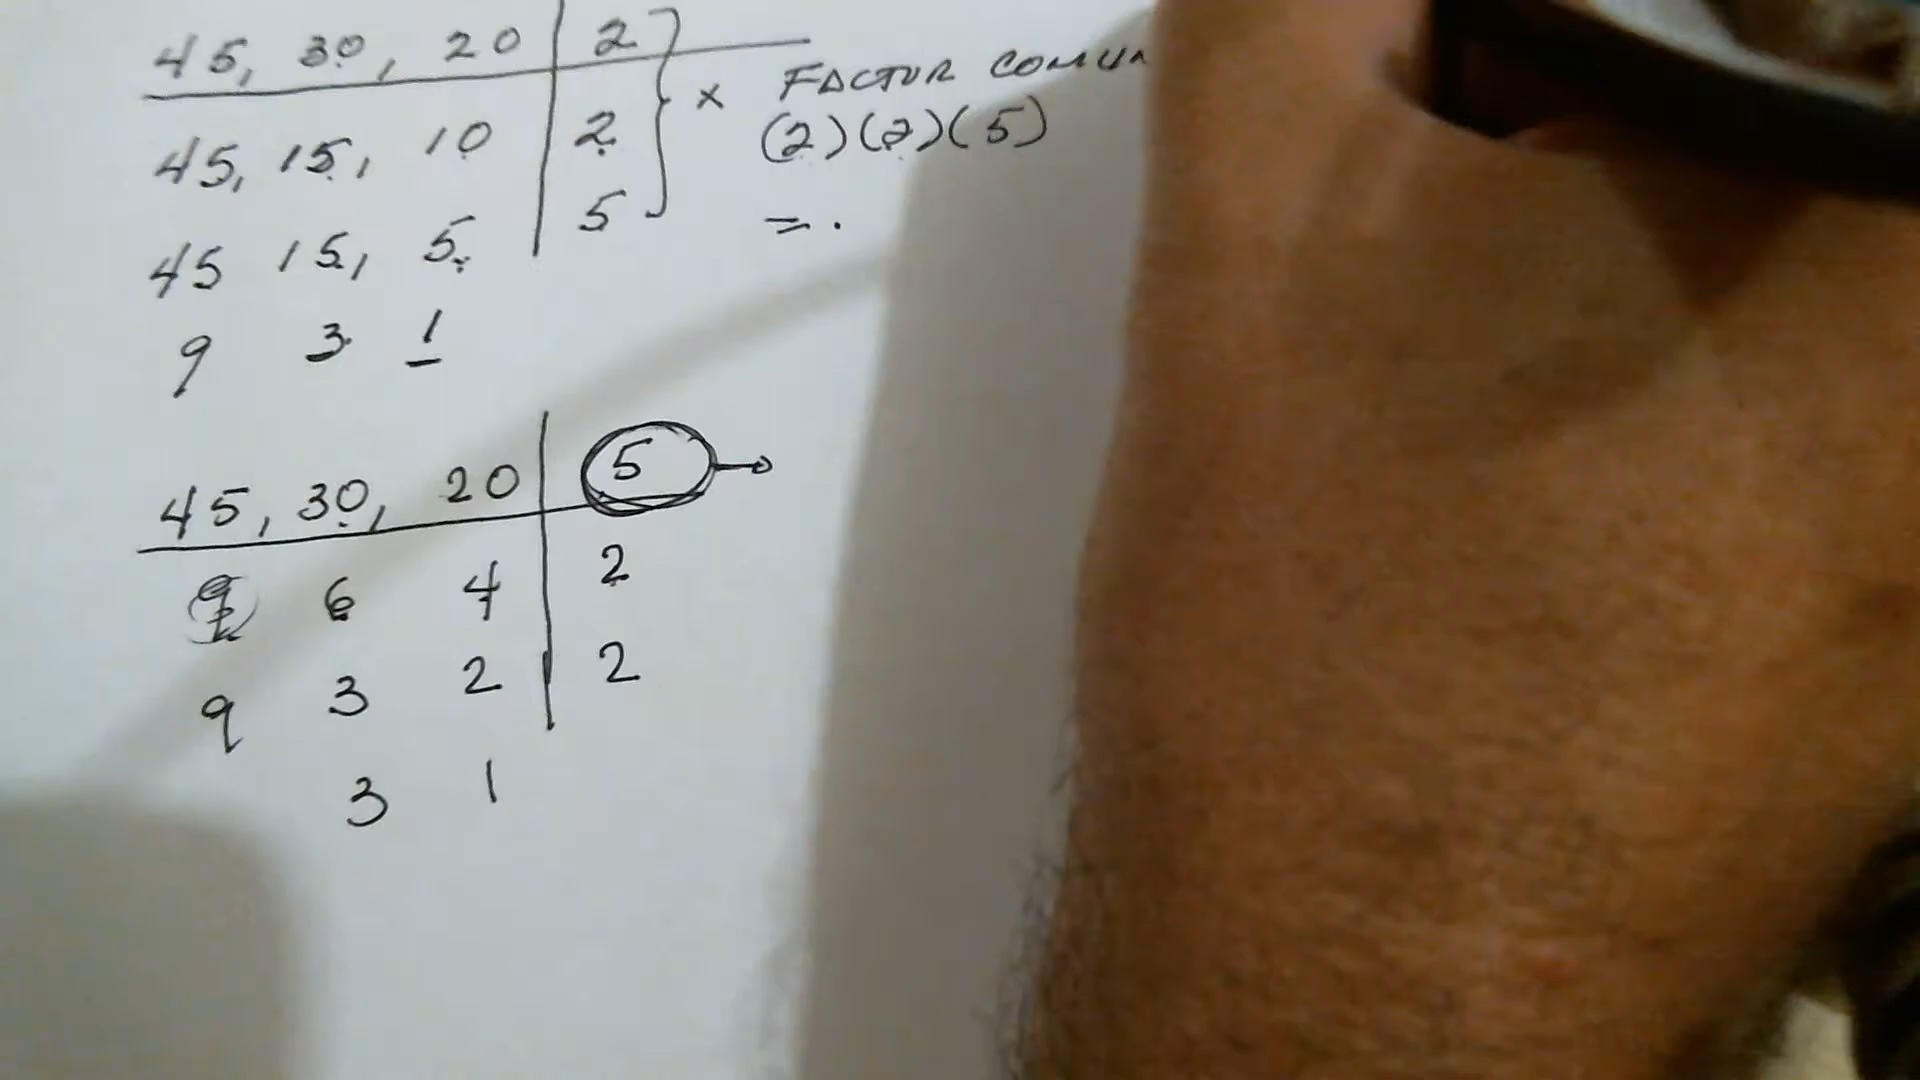 45, 30, 20 | 2
45, 15, 10 | 2 } x FACTOR COMUN
45 15, 5 | 5 (2)(2)(5)
9 3 1 = .
45, 30, 20 | 5 →
9 6 4 | 2
9 3 2 | 2
3 1